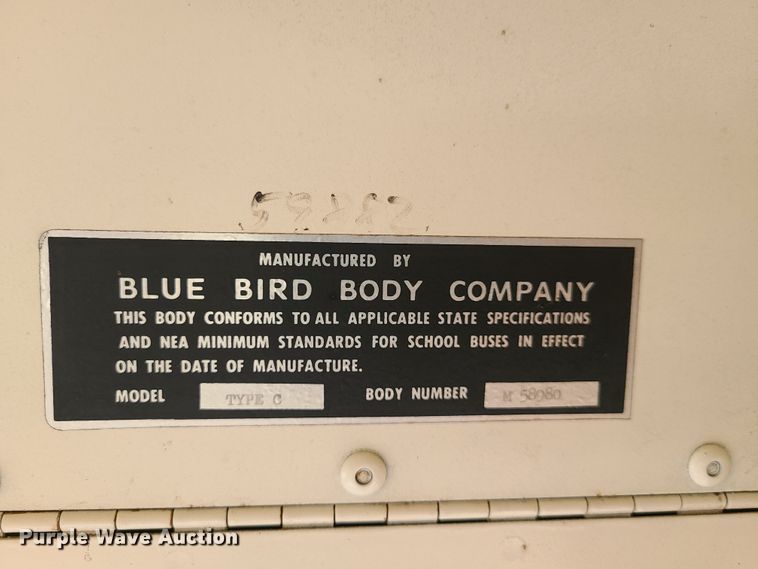 MANUFACTURED BY
BLUE BIRD BODY COMPANY
THIS BODY CONFORMS TO ALL APPLICABLE STATE SPECIFICATIONS
AND NEA MINIMUM STANDARDS FOR SCHOOL BUSES IN EFFECT
ON THE DATE OF MANUFACTURE.
MODEL TYPE C BODY NUMBER M 58980
Purple Wave Auction